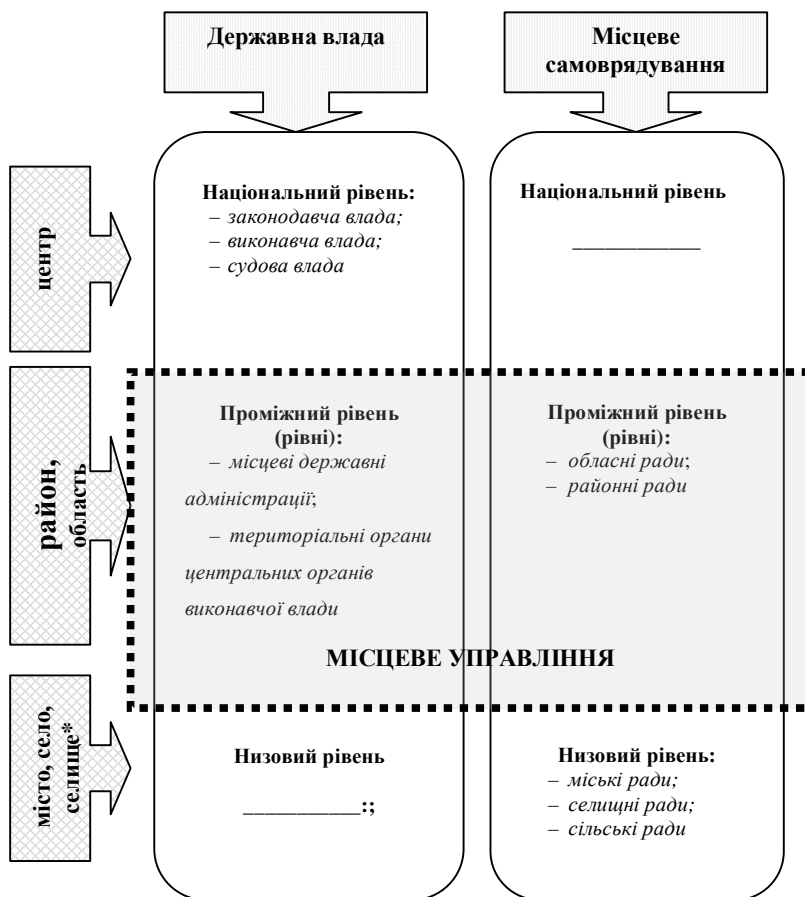 Державна влада
Місцеве
самоврядування
центр
Національний рівень:
– законодавча влада;
– виконавча влада;
– судова влада
Національний рівень
____________
район,
область
Проміжний рівень
(рівні):
– місцеві державні
адміністрації;
– територіальні органи
центральних органів
виконавчої влади
Проміжний рівень
(рівні):
– обласні ради;
– районні ради
МІСЦЕВЕ УПРАВЛІННЯ
місто, село,
селище*
Низовий рівень
___________:;
Низовий рівень:
– міські ради;
– селищні ради;
– сільські ради